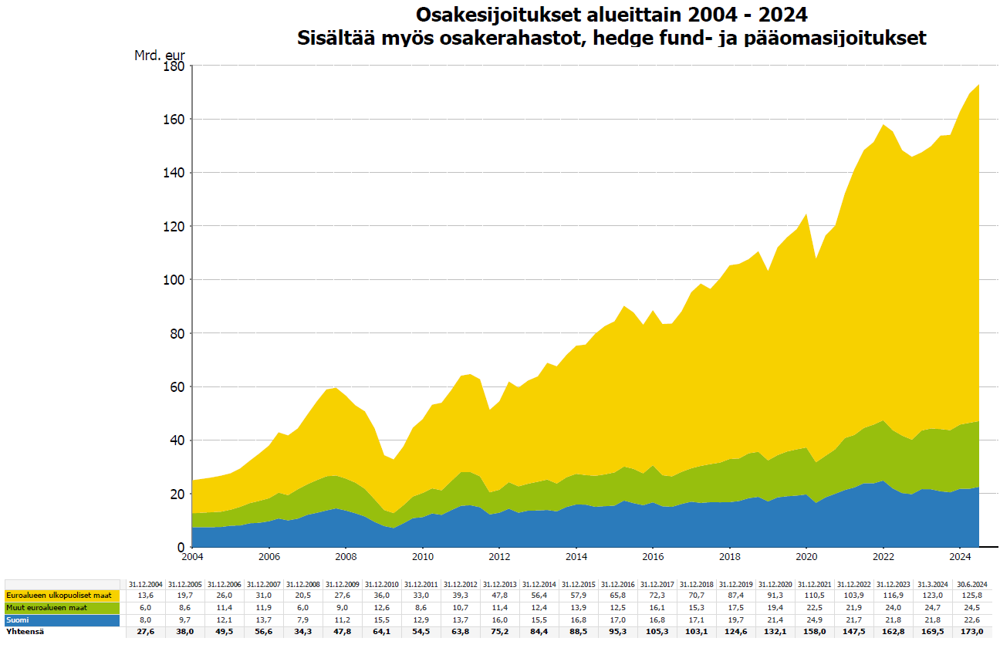 Osakesijoitukset alueittain 2004 - 2024
Sisältää myös osakerahastot, hedge fund- ja pääomasijoitukset
Mrd. eur
180
160
140
120
100
80
60
40
20
0
2004 2006 2008 2010 2012 2014 2016 2018 2020 2022 2024
31.12.2004 31.12.2005 31.12.2006 31.12.2007 31.12.2008 31.12.2009 31.12.2010 31.12.2011 31.12.2012 31.12.2013 31.12.2014 31.12.2015 31.12.2016 31.12.2017 31.12.2018 31.12.2019 31.12.2020 31.12.2021 31.12.2022 31.12.2023 31.3.2024 30.6.2024
Euroalueen ulkopuoliset maat 13,6 19,7 26,0 31,0 20,5 27,6 36,0 33,0 39,3 47,8 56,4 57,9 65,8 72,3 70,7 87,4 91,3 110,5 103,9 116,9 123,0 125,8
Muut euroalueen maat 6,0 8,6 11,4 11,9 6,0 9,0 12,6 8,6 10,7 11,4 12,4 13,9 12,5 16,1 15,3 17,5 19,4 22,5 21,9 24,0 24,7 24,5
Suomi 8,0 9,7 12,1 13,7 7,9 11,2 15,5 12,9 13,7 16,0 15,5 16,8 17,0 16,8 17,1 19,7 21,4 24,9 21,7 21,8 21,8 22,6
Yhteensä 27,6 38,0 49,5 56,6 34,3 47,8 64,1 54,5 63,8 75,2 84,4 88,5 95,3 105,3 103,1 124,6 132,1 158,0 147,5 162,8 169,5 173,0